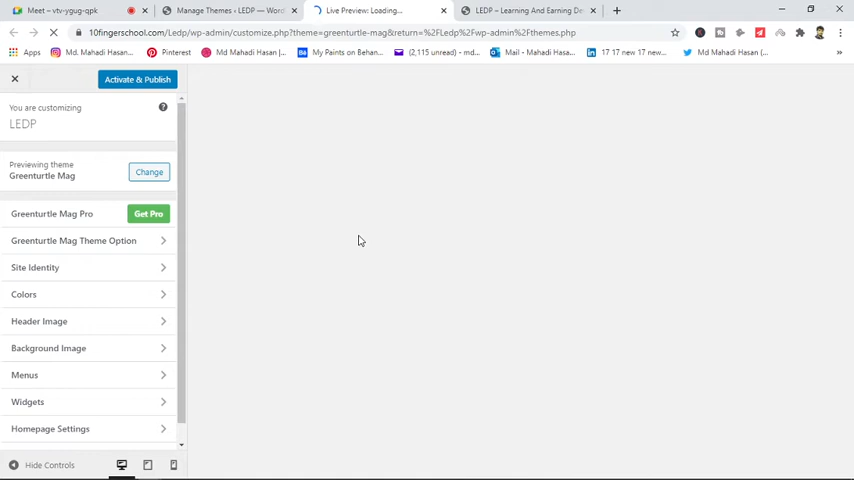 Meet – vtv-ygug-qpk
Manage Themes ‹ LEDP — Word
Live Preview: Loading...
LEDP – Learning And Earning De
10fingerschool.com/Ledp/wp-admin/customize.php?theme=greenturtle-mag&return=%2FLedp%2Fwp-admin%2Fthemes.php
Apps
Md. Mahadi Hasan...
Pinterest
Md. Mahadi Hasan |...
My Paints on Behan...
(2,115 unread) - md...
Mail - Mahadi Hasa...
17 17 new 17 new...
Md Mahadi Hasan (...
»
Activate & Publish
You are customizing
LEDP
Previewing theme
Greenturtle Mag
Change
Greenturtle Mag Pro
Get Pro
Greenturtle Mag Theme Option
Site Identity
Colors
Header Image
Background Image
Menus
Widgets
Homepage Settings
Hide Controls